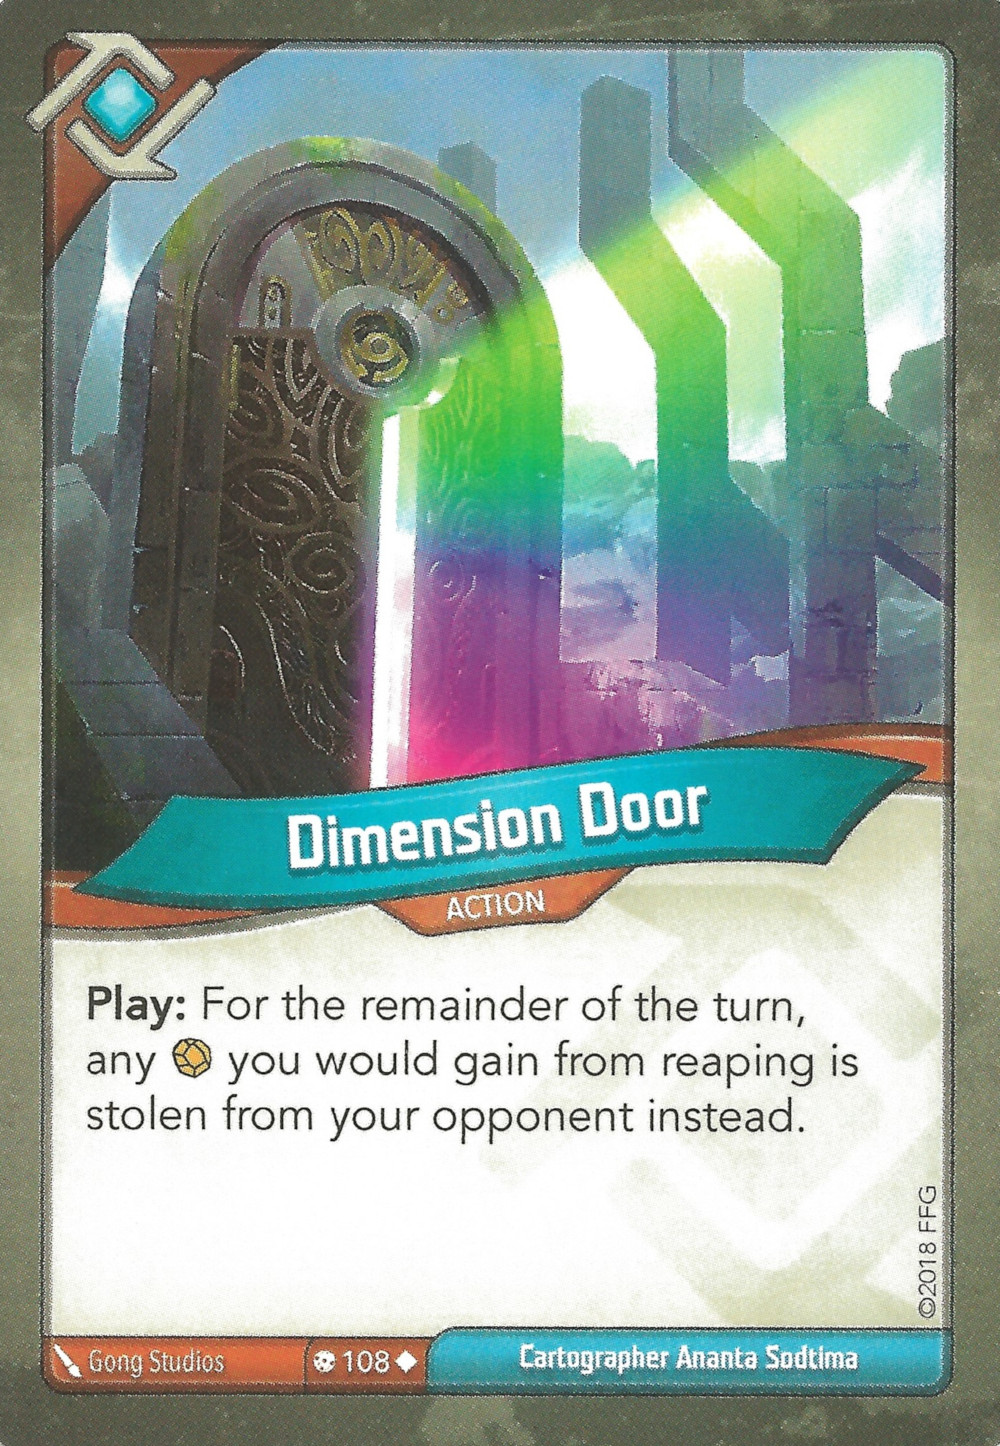 Dimension Door
ACTION
Play: For the remainder of the turn,
any you would gain from reaping is
stolen from your opponent instead.
©2018 FFG
Gong Studios
108
Cartographer Ananta Sodtima